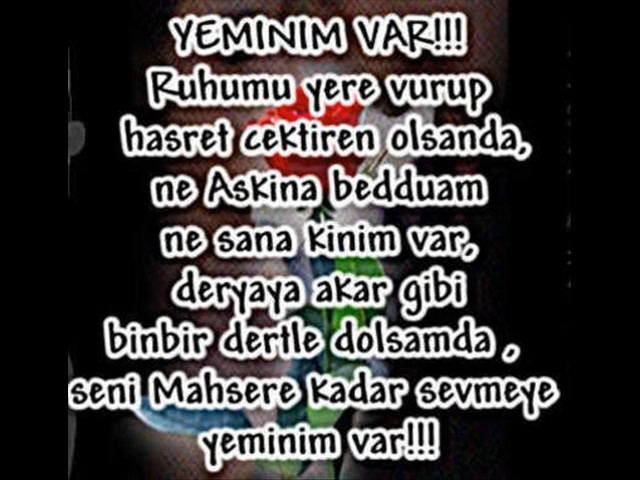 YEMINIM VAR!!!
Ruhumu yere vurup
hasret cektiren olsanda,
ne Askina bedduam
ne sana kinim var,
deryaya akar gibi
binbir dertle dolsamda ,
seni Mahsere kadar sevmeye
yeminim var!!!